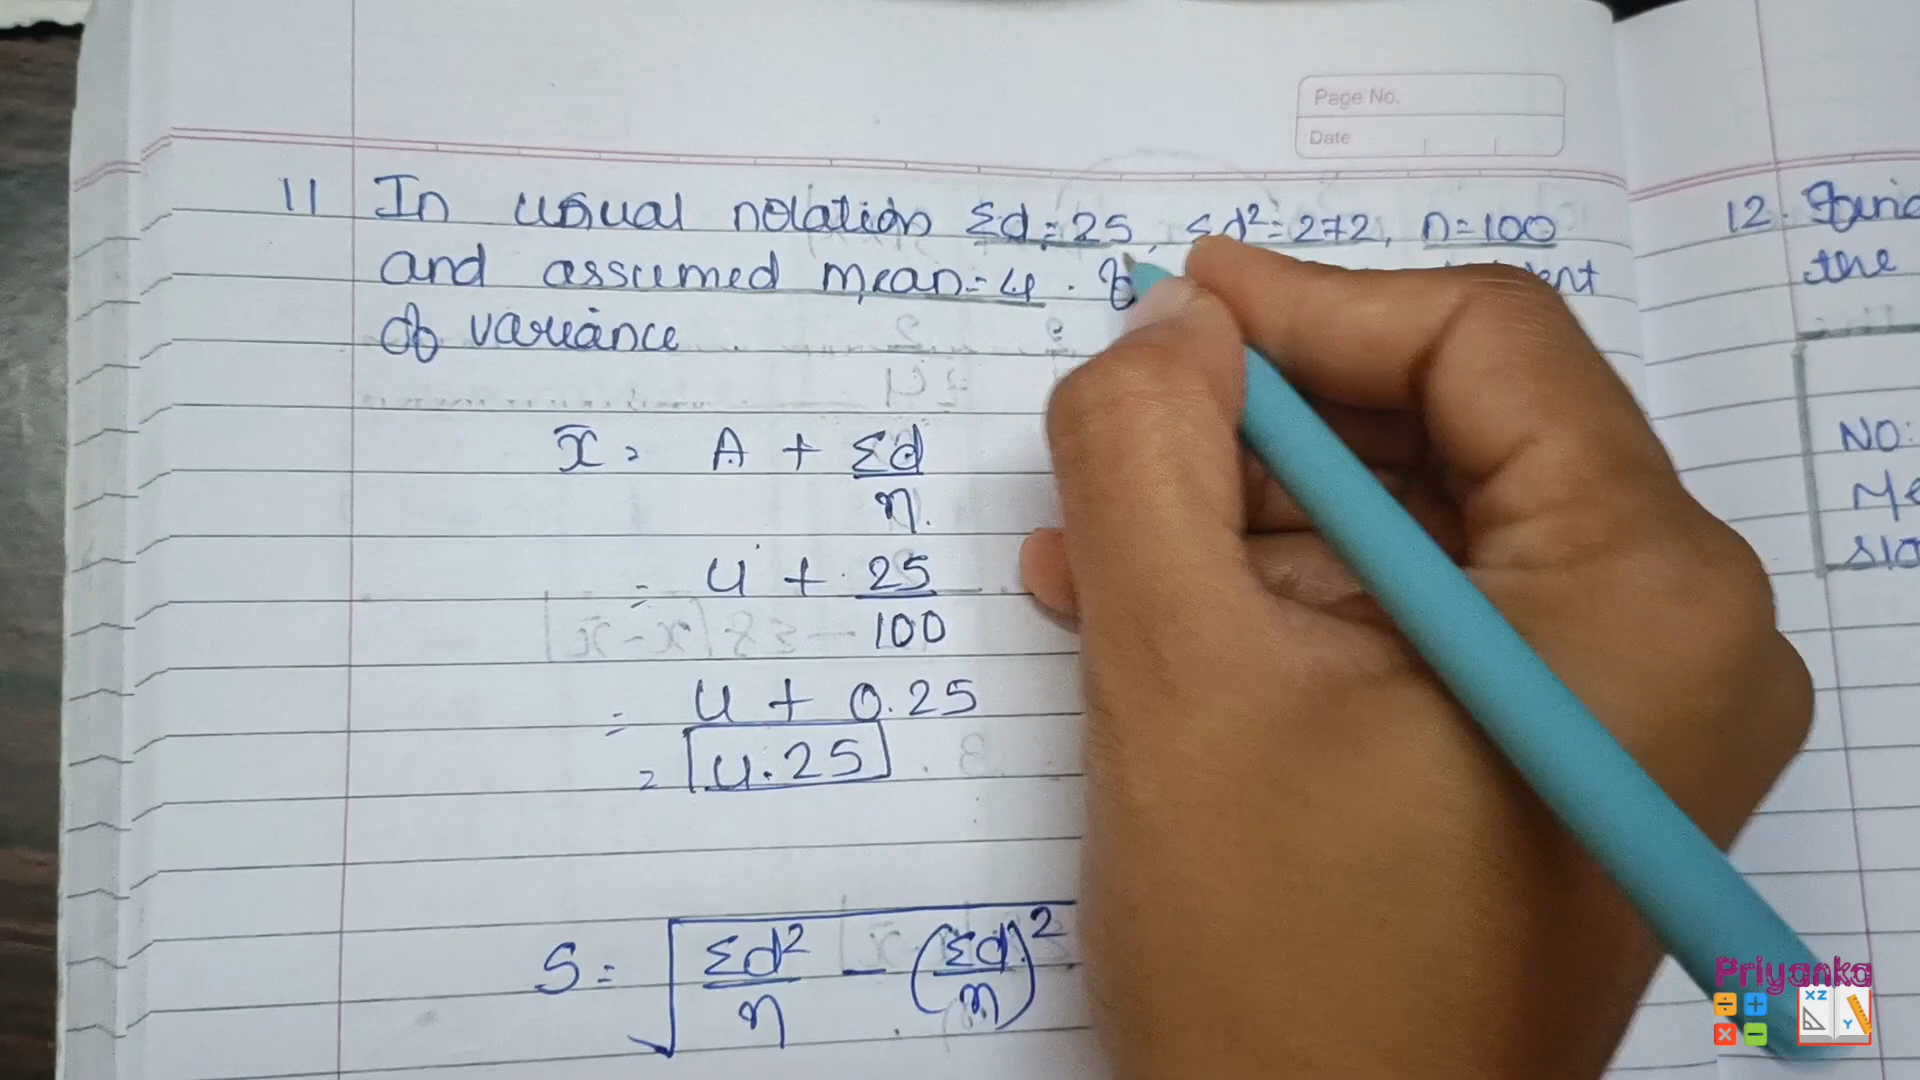 Page No.
Date
11 In usual notation Σd = 25, Σd² = 272, n = 100
and assumed mean = 4.
of variance
x̄ = A + Σd/n.
= 4 + 25/100
= 4 + 0.25
= 4.25
S = √(Σd²/n - (Σd/n)²)
12.
the
NO:
Priyanka
XZ
Y